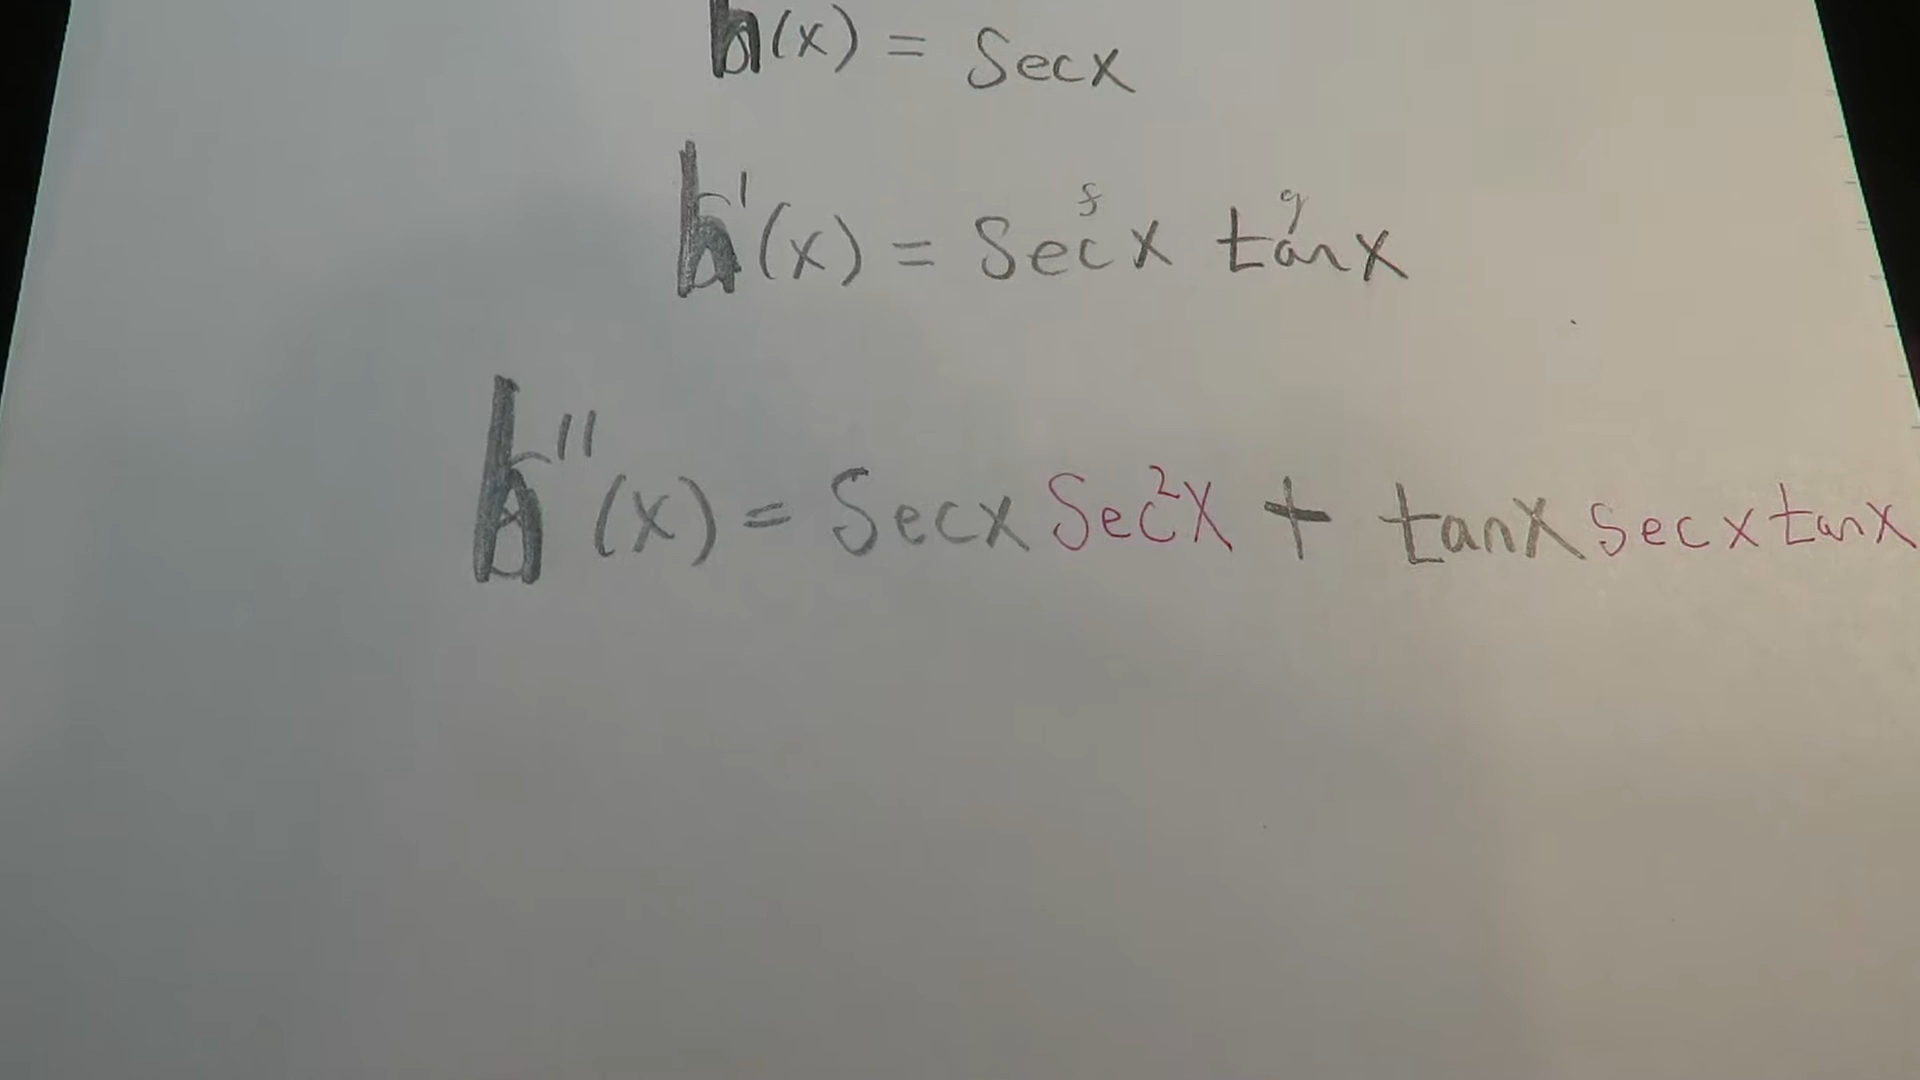 h(x) = Secx
f g
h'(x) = Secx tanx
h''(x) = Secx Sec²x + tanx secx tanx